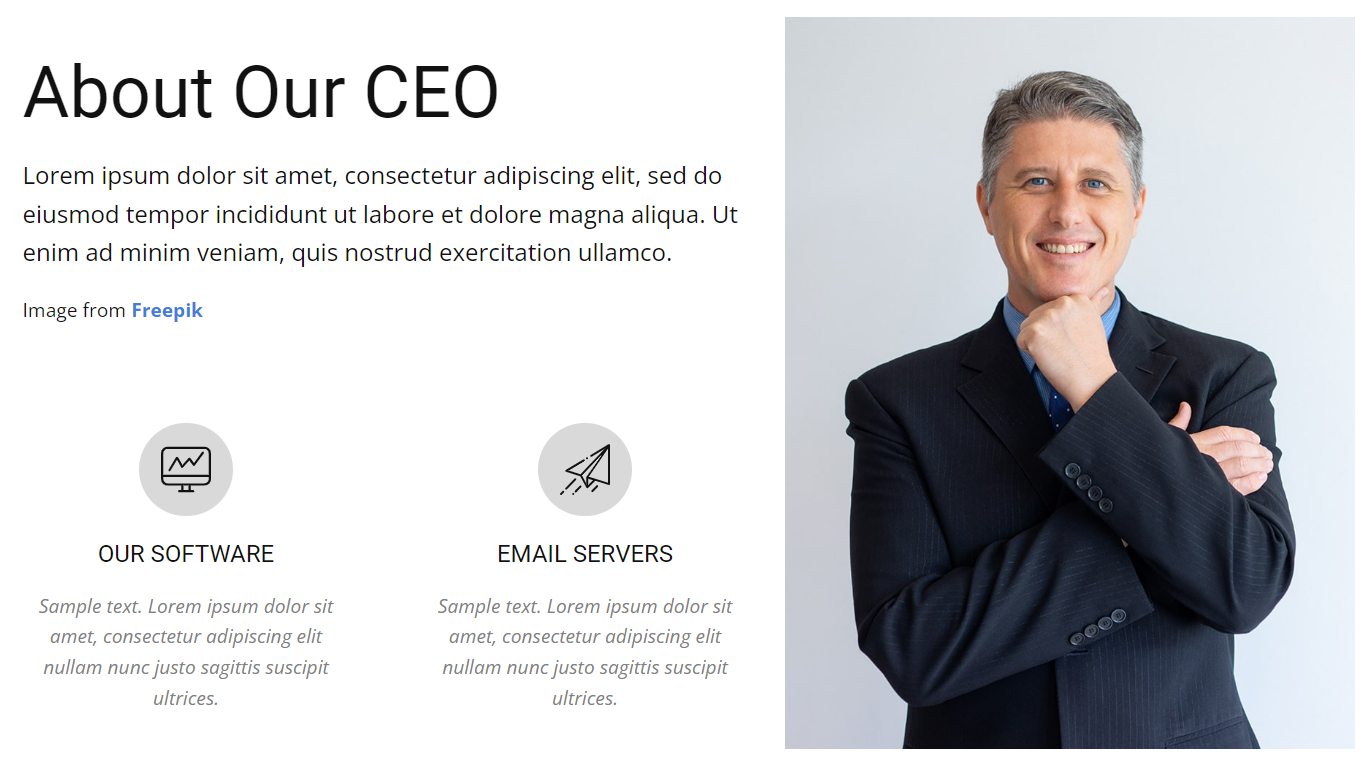 About Our CEO
Lorem ipsum dolor sit amet, consectetur adipiscing elit, sed do
eiusmod tempor incididunt ut labore et dolore magna aliqua. Ut
enim ad minim veniam, quis nostrud exercitation ullamco.
Image from Freepik
OUR SOFTWARE
Sample text. Lorem ipsum dolor sit
amet, consectetur adipiscing elit
nullam nunc justo sagittis suscipit
ultrices.
EMAIL SERVERS
Sample text. Lorem ipsum dolor sit
amet, consectetur adipiscing elit
nullam nunc justo sagittis suscipit
ultrices.